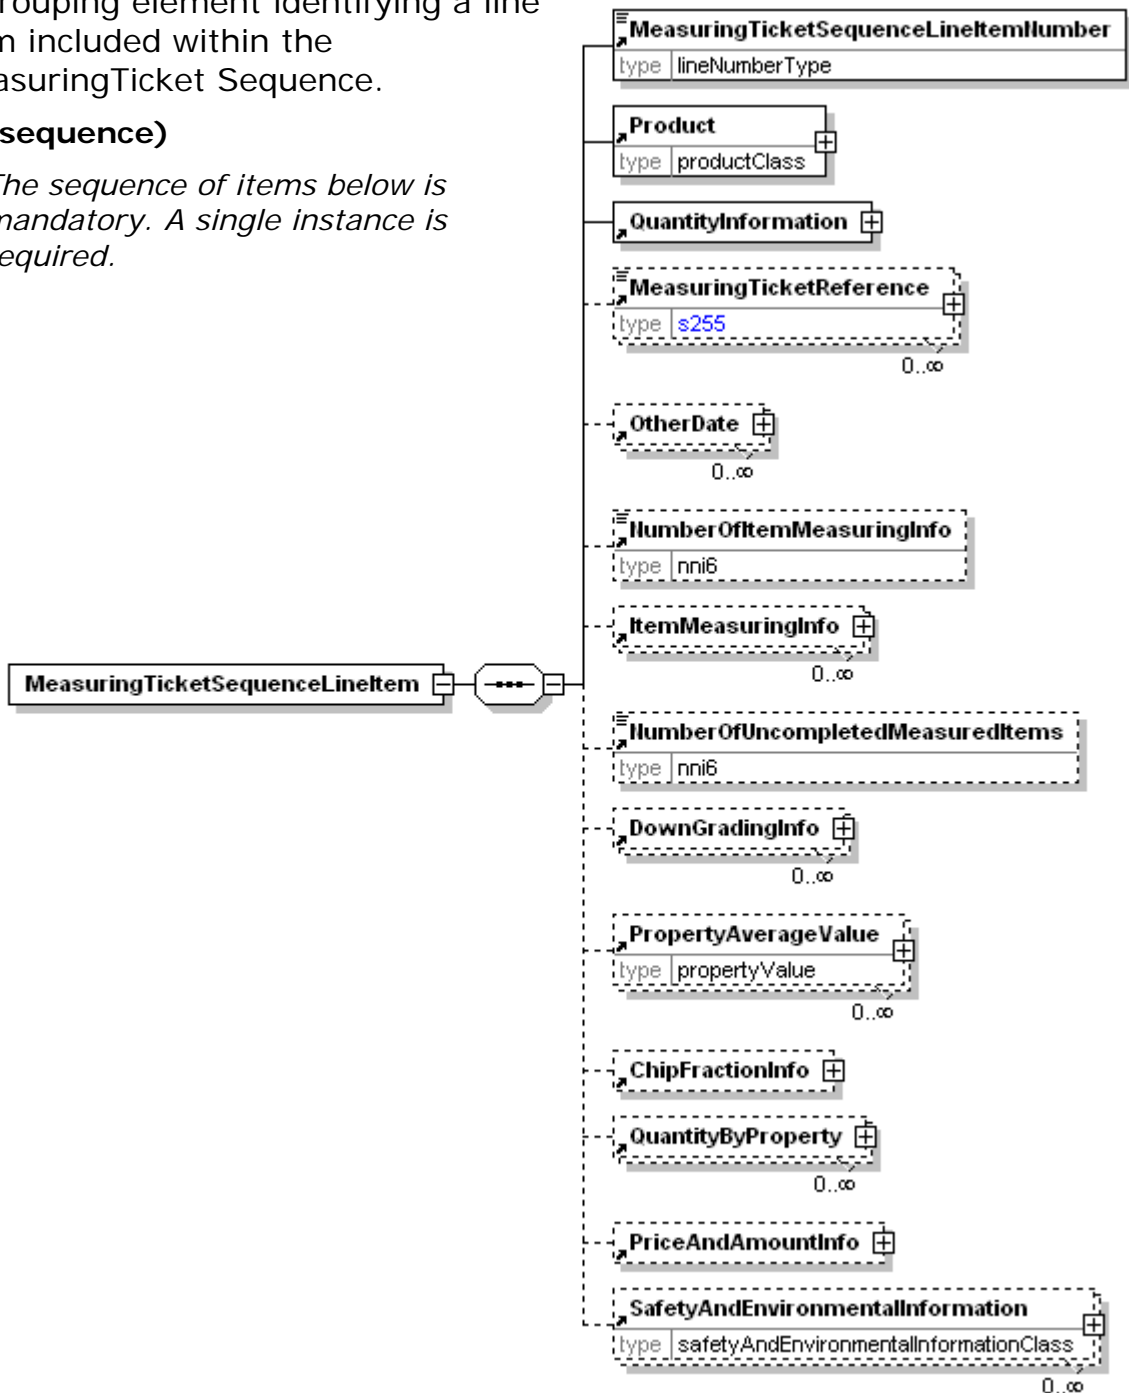 rouping element identifying a line
m included within the
asuringTicket Sequence.
sequence)
The sequence of items below is
mandatory. A single instance is
equired.
MeasuringTicketSequenceLineItemNumber
type lineNumberType
Product
type productClass
QuantityInformation
MeasuringTicketReference
type s255
0..∞
OtherDate
0..∞
NumberOfItemMeasuringInfo
type nni6
ItemMeasuringInfo
0..∞
MeasuringTicketSequenceLineItem
NumberOfUncompletedMeasuredItems
type nni6
DownGradingInfo
0..∞
PropertyAverageValue
type propertyValue
0..∞
ChipFractionInfo
QuantityByProperty
0..∞
PriceAndAmountInfo
SafetyAndEnvironmentalInformation
type safetyAndEnvironmentalInformationClass
0..∞